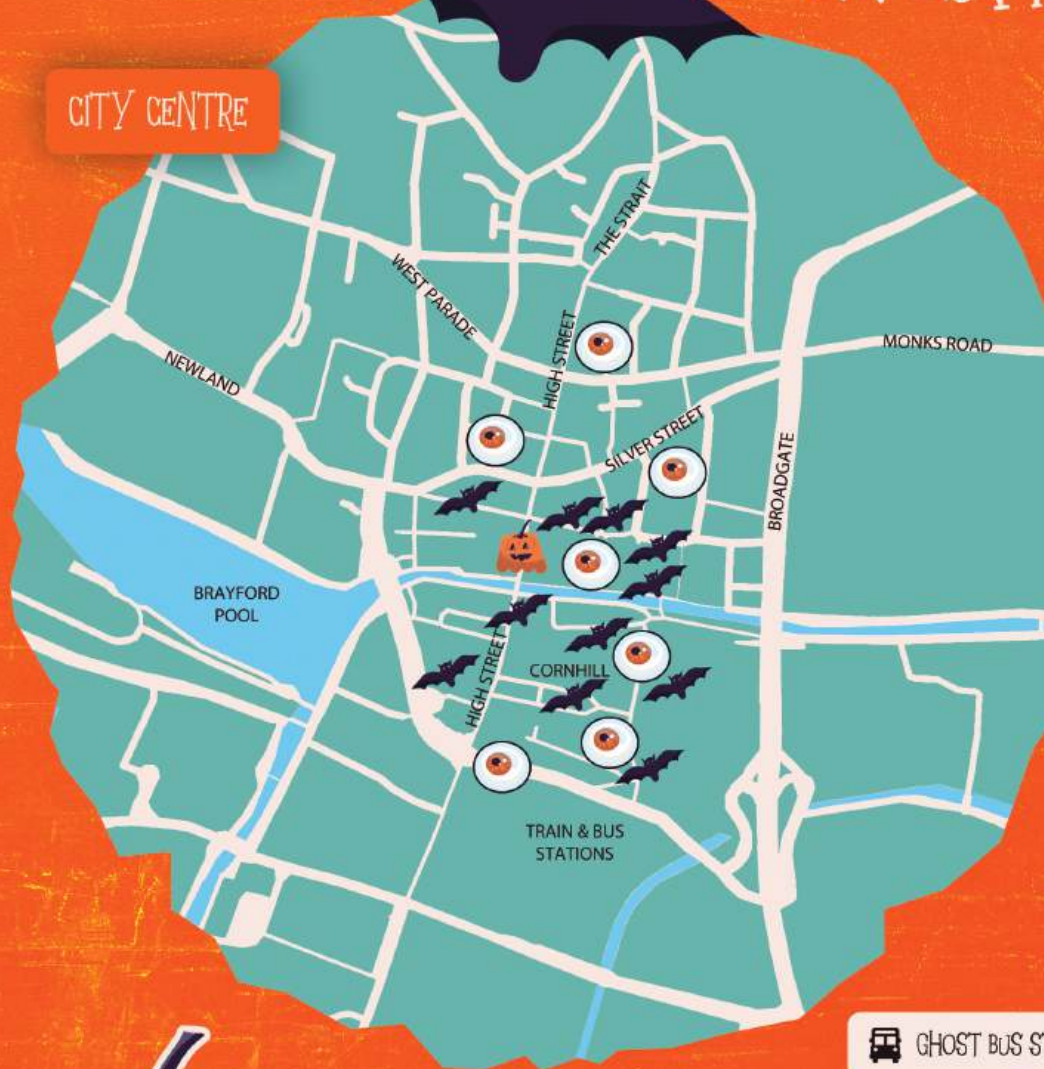 CITY CENTRE
THE STRAIT
WEST PARADE
HIGH STREET
MONKS ROAD
NEWLAND
SILVER STREET
BROADGATE
BRAYFORD
POOL
HIGH STREET
CORNHILL
TRAIN & BUS
STATIONS
GHOST BUS